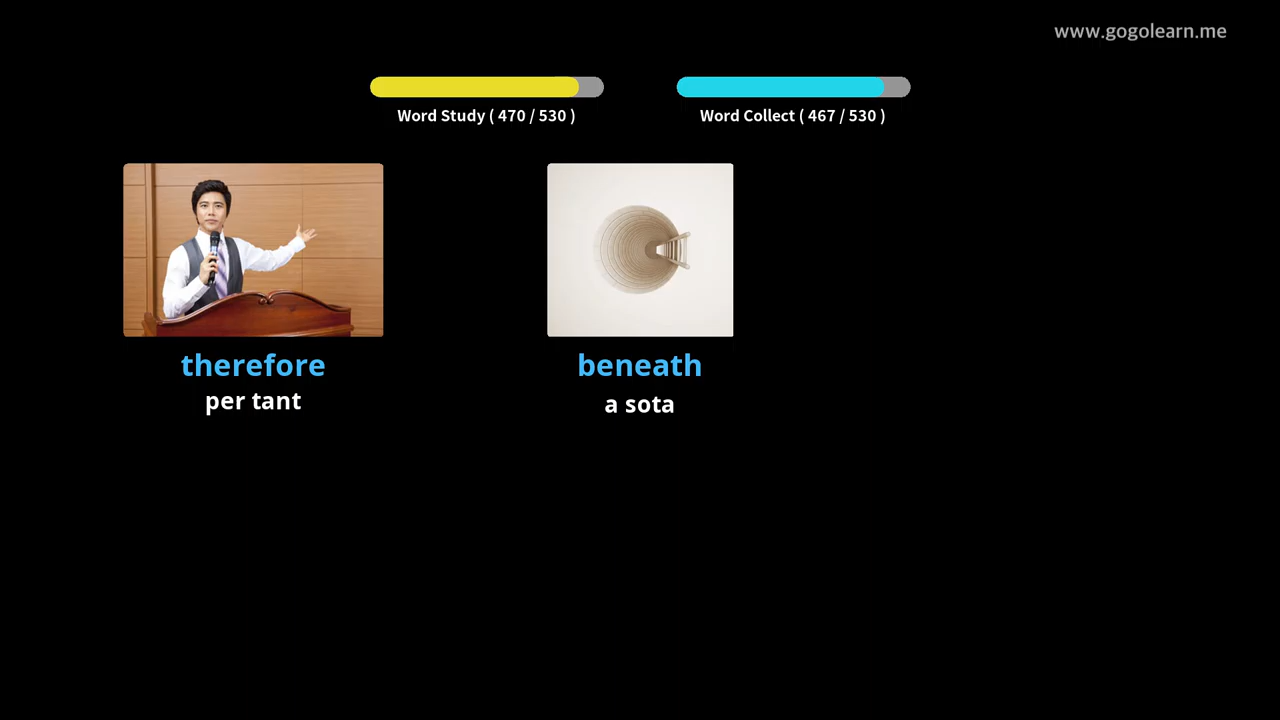 www.gogolearn.me
Word Study ( 470 / 530 )
Word Collect ( 467 / 530 )
therefore
per tant
beneath
a sota